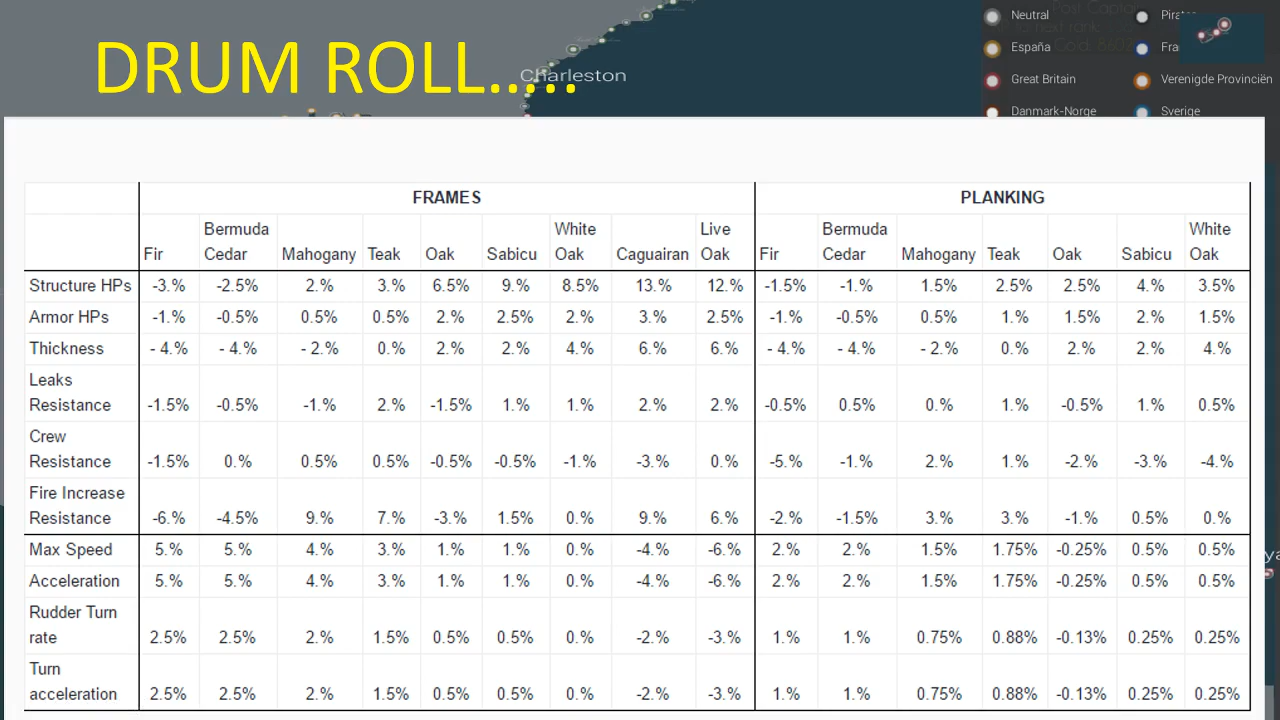 DRUM ROLL.....
Charleston
Neutral
España
Great Britain
Danmark-Norge
Verenigde Provinciën
Sverige
FRAMES PLANKING
Fir Bermuda Cedar Mahogany Teak Oak Sabicu White Oak Caguairan Live Oak Fir Bermuda Cedar Mahogany Teak Oak Sabicu White Oak
Structure HPs -3.% -2.5% 2.% 3.% 6.5% 9.% 8.5% 13.% 12.% -1.5% -1.% 1.5% 2.5% 2.5% 4.% 3.5%
Armor HPs -1.% -0.5% 0.5% 0.5% 2.% 2.5% 2.% 3.% 2.5% -1.% -0.5% 0.5% 1.% 1.5% 2.% 1.5%
Thickness - 4.% - 4.% - 2.% 0.% 2.% 2.% 4.% 6.% 6.% - 4.% - 4.% - 2.% 0.% 2.% 2.% 4.%
Leaks
Resistance -1.5% -0.5% -1.% 2.% -1.5% 1.% 1.% 2.% 2.% -0.5% 0.5% 0.% 1.% -0.5% 1.% 0.5%
Crew
Resistance -1.5% 0.% 0.5% 0.5% -0.5% -0.5% -1.% -3.% 0.% -5.% -1.% 2.% 1.% -2.% -3.% -4.%
Fire Increase
Resistance -6.% -4.5% 9.% 7.% -3.% 1.5% 0.% 9.% 6.% -2.% -1.5% 3.% 3.% -1.% 0.5% 0.%
Max Speed 5.% 5.% 4.% 3.% 1.% 1.% 0.% -4.% -6.% 2.% 2.% 1.5% 1.75% -0.25% 0.5% 0.5%
Acceleration 5.% 5.% 4.% 3.% 1.% 1.% 0.% -4.% -6.% 2.% 2.% 1.5% 1.75% -0.25% 0.5% 0.5%
Rudder Turn
rate 2.5% 2.5% 2.% 1.5% 0.5% 0.5% 0.% -2.% -3.% 1.% 1.% 0.75% 0.88% -0.13% 0.25% 0.25%
Turn
acceleration 2.5% 2.5% 2.% 1.5% 0.5% 0.5% 0.% -2.% -3.% 1.% 1.% 0.75% 0.88% -0.13% 0.25% 0.25%